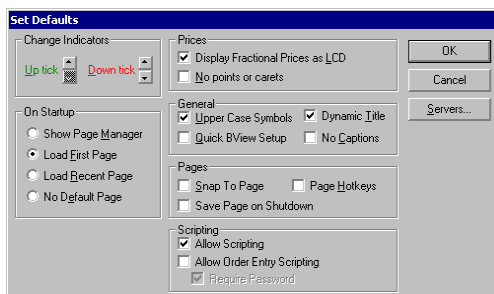 Set Defaults
Change Indicators
Up tick
Down tick
On Startup
Show Page Manager
Load First Page
Load Recent Page
No Default Page
Prices
Display Fractional Prices as LCD
No points or carets
General
Upper Case Symbols
Dynamic Title
Quick BView Setup
No Captions
Pages
Snap To Page
Page Hotkeys
Save Page on Shutdown
Scripting
Allow Scripting
Allow Order Entry Scripting
Require Password
OK
Cancel
Servers...